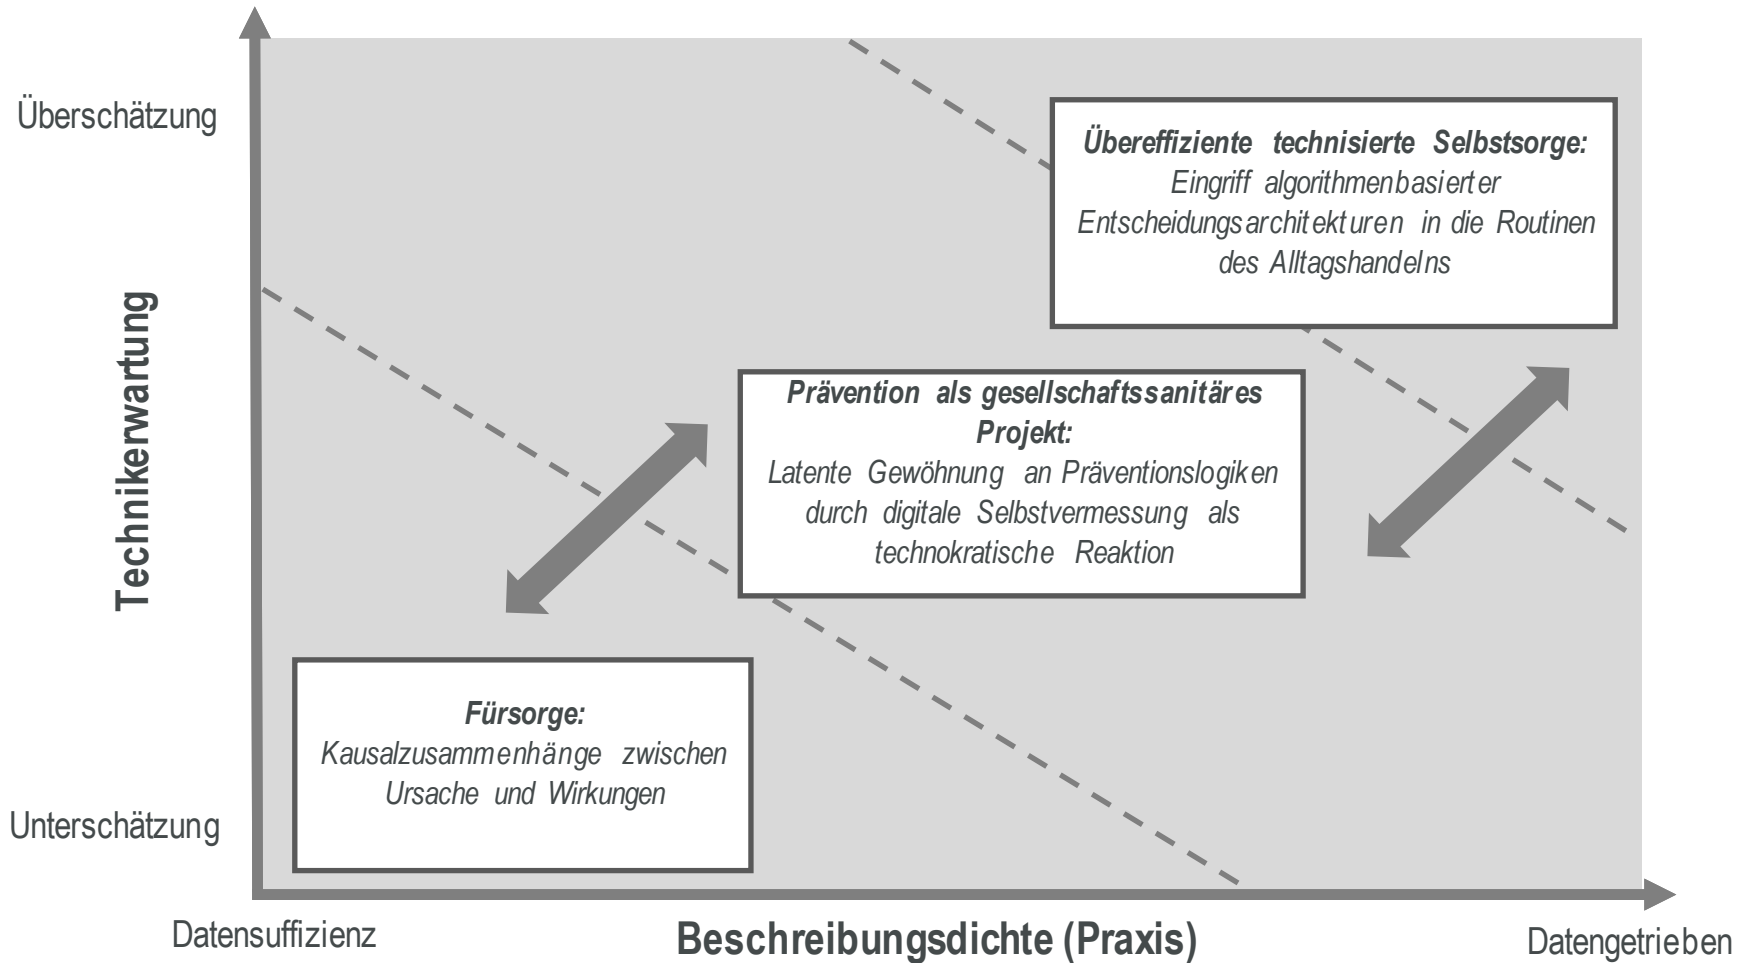 Überschätzung
Übereffiziente technisierte Selbstsorge:
Eingriff algorithmenbasierter
Entscheidungsarchitekturen in die Routinen
des Alltagshandelns
Technikerwartung
Prävention als gesellschaftssanitäres
Projekt:
Latente Gewöhnung an Präventionslogiken
durch digitale Selbstvermessung als
technokratische Reaktion
Fürsorge:
Kausalzusammenhänge zwischen
Ursache und Wirkungen
Unterschätzung
Datensuffizienz
Beschreibungsdichte (Praxis)
Datengetrieben